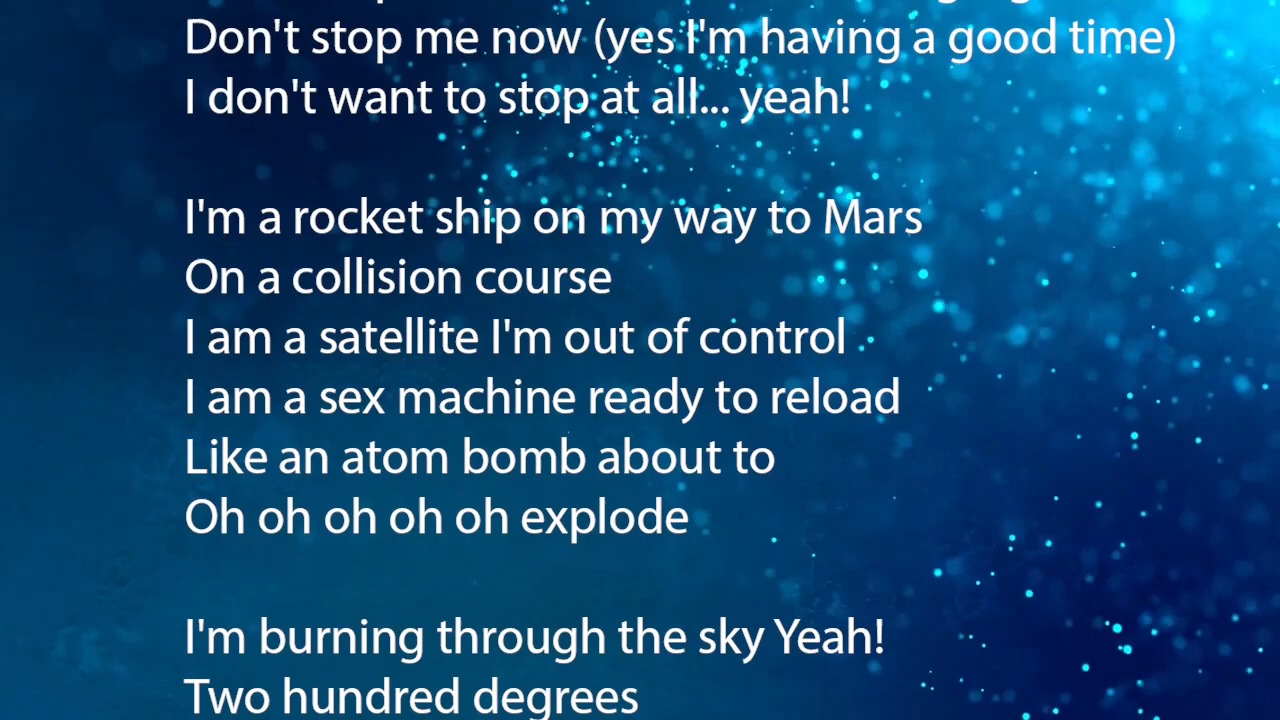 Don't stop me now (yes I'm having a good time)
I don't want to stop at all... yeah!
I'm a rocket ship on my way to Mars
On a collision course
I am a satellite I'm out of control
I am a sex machine ready to reload
Like an atom bomb about to
Oh oh oh oh oh explode
I'm burning through the sky Yeah!
Two hundred degrees